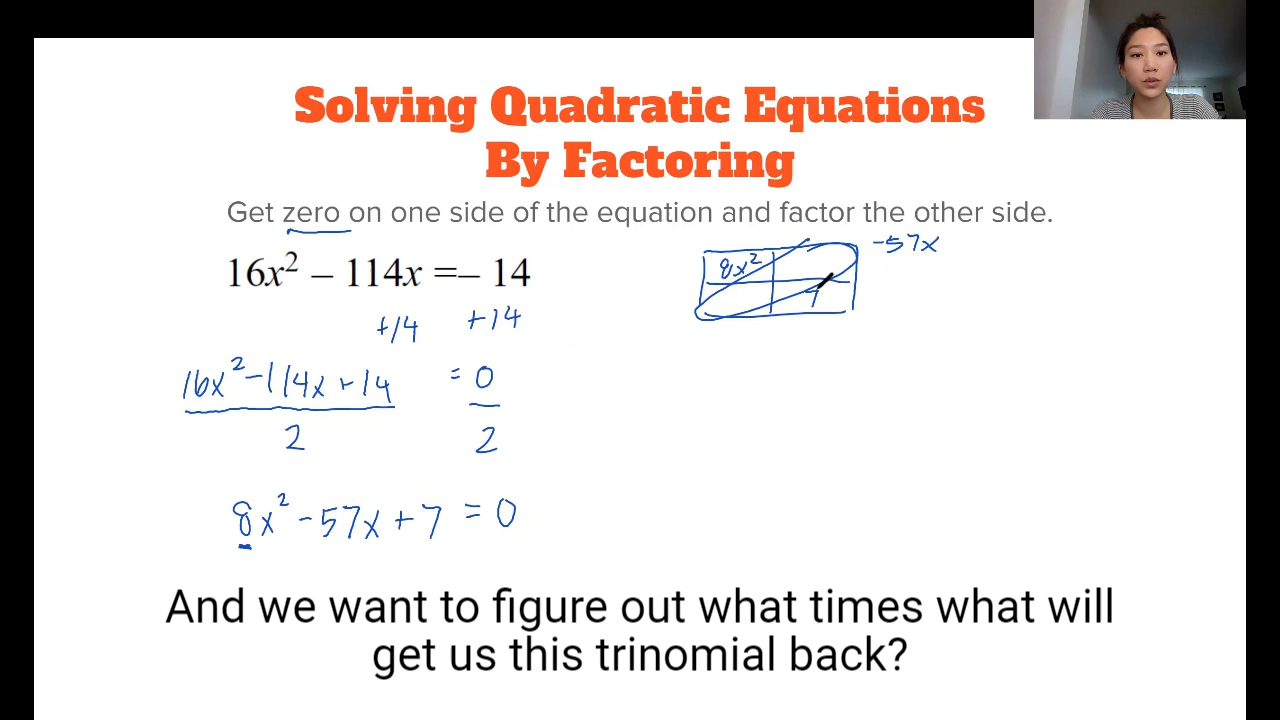 Solving Quadratic Equations
By Factoring
Get zero on one side of the equation and factor the other side.
16x² – 114x =– 14
+14 +14
16x² -114x +14 = 0
2 2
8x² -57x +7 = 0
8x²
7
-57x
And we want to figure out what times what will
get us this trinomial back?